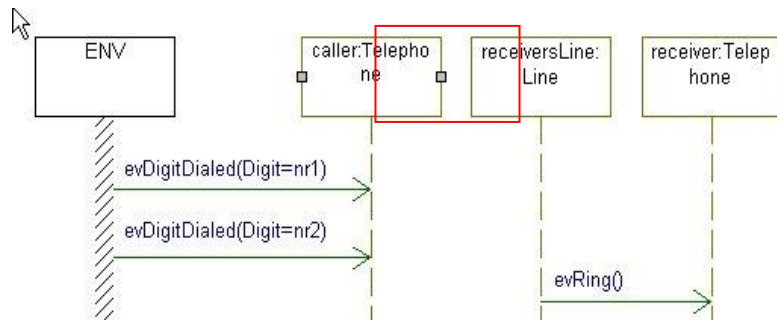 ENV
caller:Telepho
ne
receiversLine:
Line
receiver:Telep
hone
evDigitDialed(Digit=nr1)
evDigitDialed(Digit=nr2)
evRing()